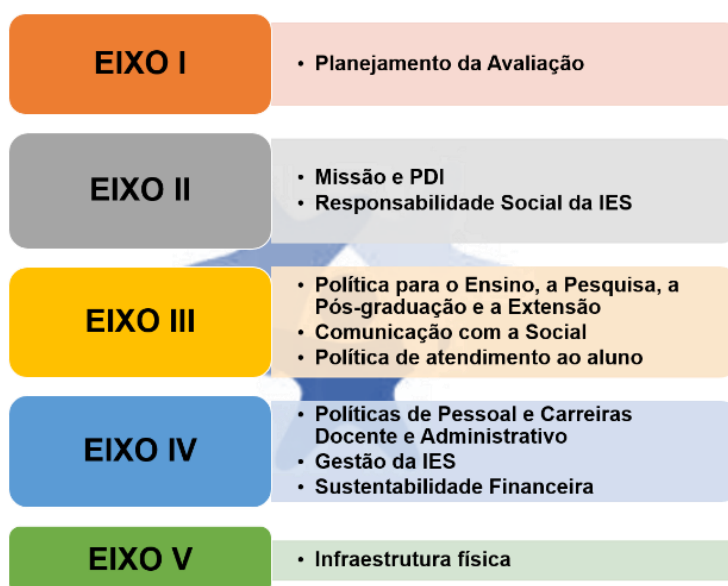 EIXO I
• Planejamento da Avaliação
EIXO II
• Missão e PDI
• Responsabilidade Social da IES
EIXO III
• Política para o Ensino, a Pesquisa, a
Pós-graduação e a Extensão
• Comunicação com a Social
• Política de atendimento ao aluno
EIXO IV
• Políticas de Pessoal e Carreiras
Docente e Administrativo
• Gestão da IES
• Sustentabilidade Financeira
EIXO V
• Infraestrutura física